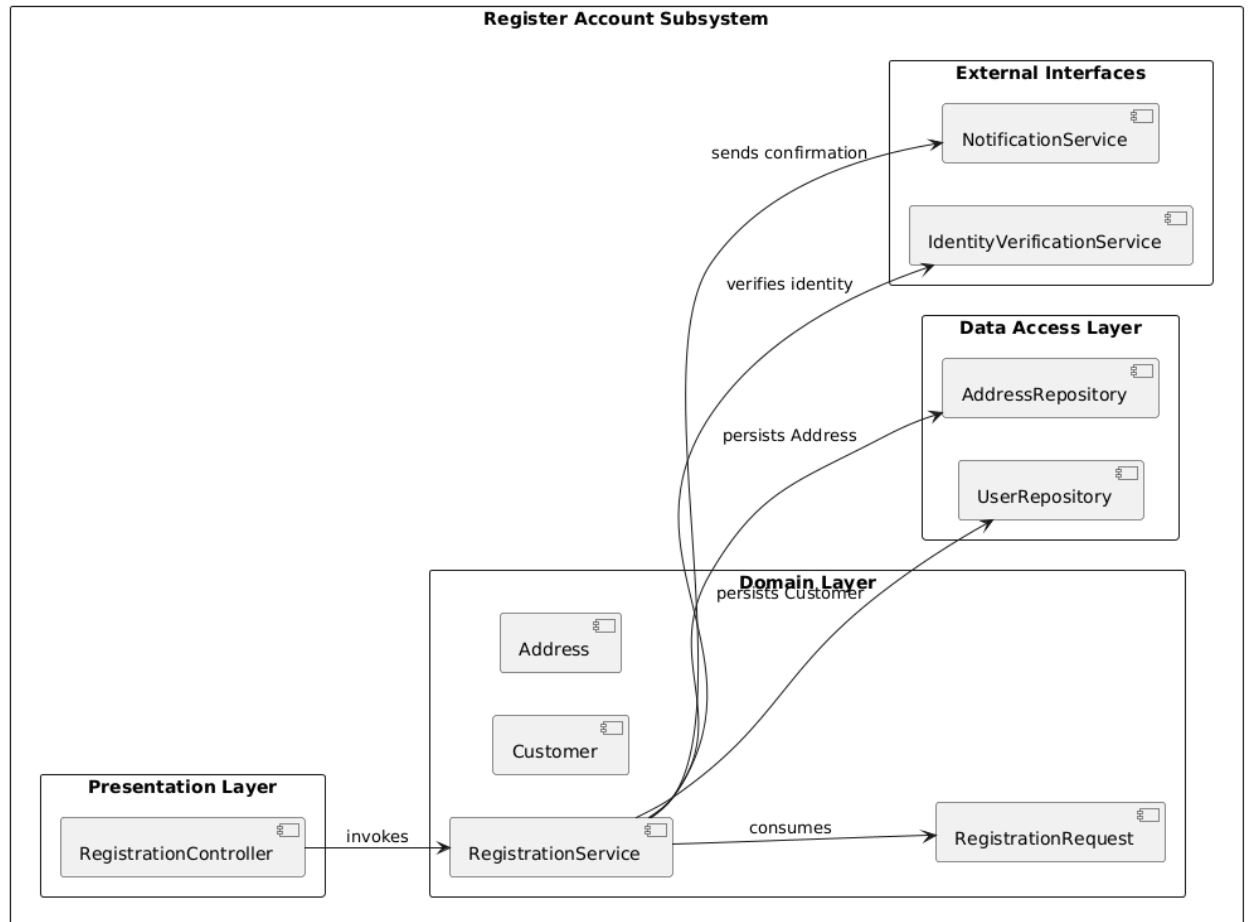 Register Account Subsystem
External Interfaces
NotificationService
sends confirmation
IdentityVerificationService
verifies identity
Data Access Layer
AddressRepository
persists Address
UserRepository
Domain Layer
persists Customer
Address
Customer
Presentation Layer
RegistrationController
invokes
RegistrationService
consumes
RegistrationRequest